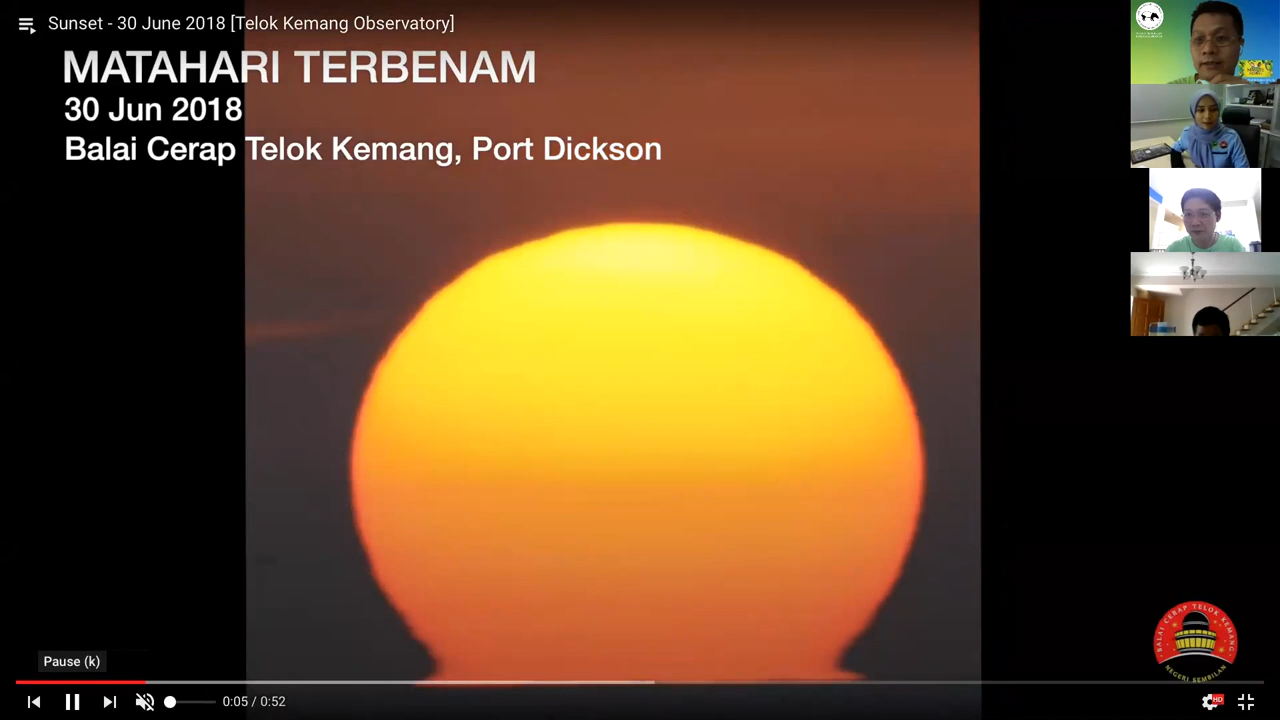 Sunset - 30 June 2018 [Telok Kemang Observatory]
MATAHARI TERBENAM
30 Jun 2018
Balai Cerap Telok Kemang, Port Dickson
BALAI CERAP TELOK KEMANG
NEGERI SEMBILAN
Pause (k)
0:05 / 0:52
HD